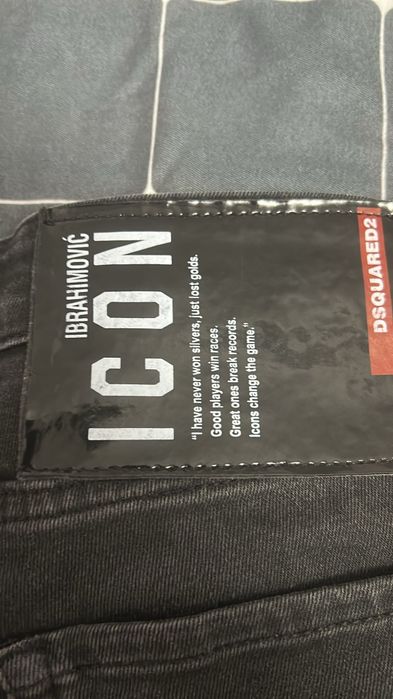 IBRAHIMOVIĆ
ICON
"I have never won silvers, just lost golds.
Good players win races.
Great ones break records.
Icons change the game."
DSQUARED2